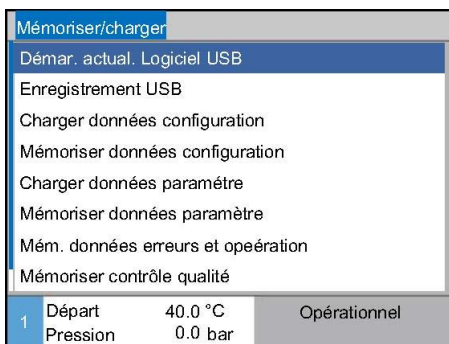 Mémoriser/charger
Démar. actual. Logiciel USB
Enregistrement USB
Charger données configuration
Mémoriser données configuration
Charger données paramétre
Mémoriser données paramètre
Mém. données erreurs et opeération
Mémoriser contrôle qualité
1 Départ 40.0 °C Opérationnel
Pression 0.0 bar